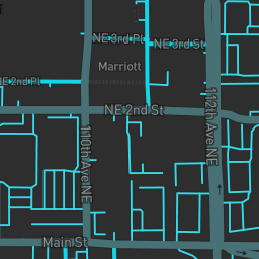 NE 3rd Pl
NE 3rd St
Marriott
NE 2nd Pl
NE 2nd St
110th Ave NE
112th Ave NE
Main St